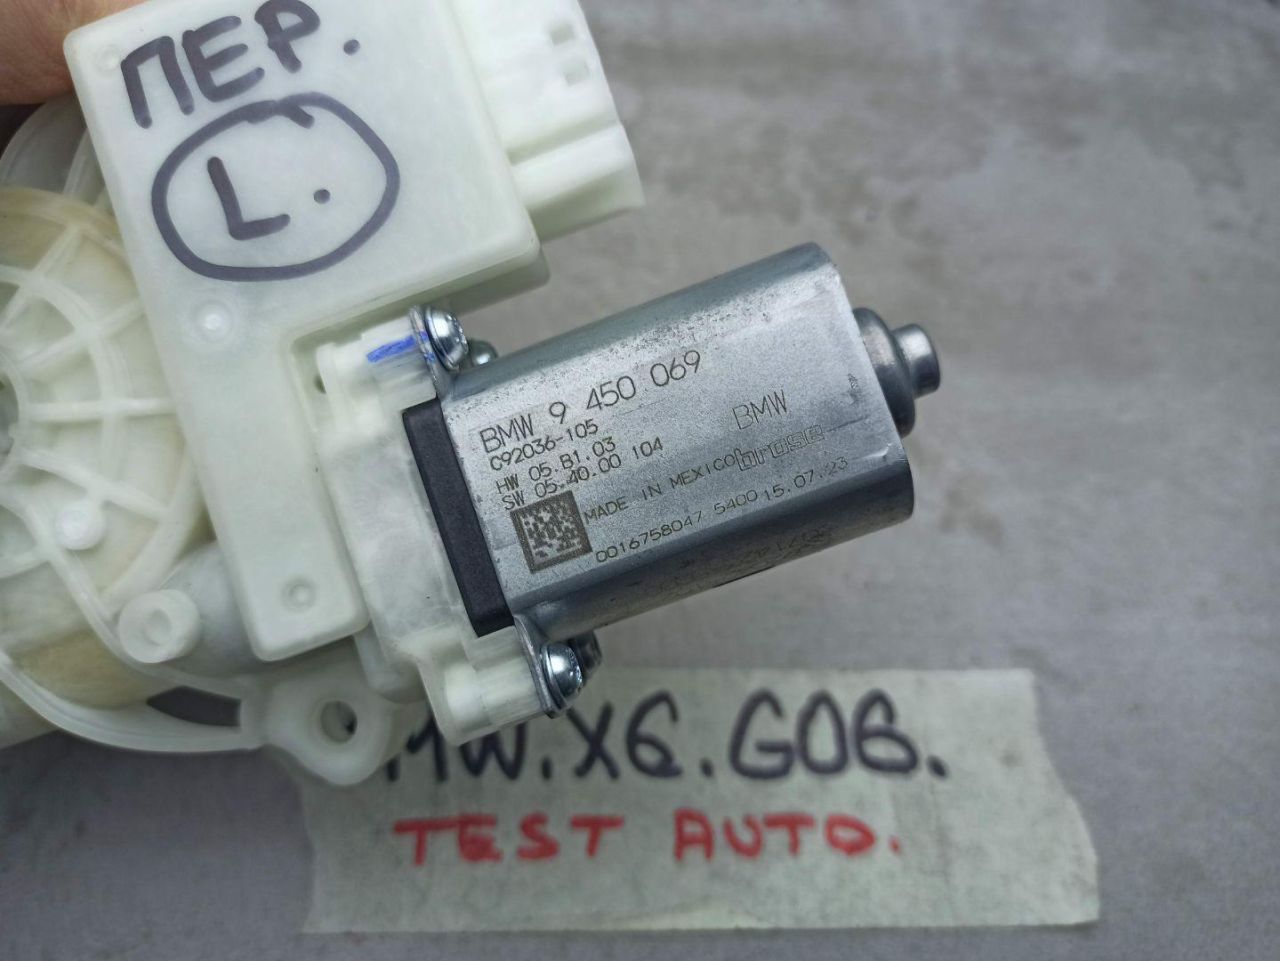 ПЕР.
L.
BMW 9 450 069
C92036-105
HW 05.B1.03
SW 05.40.00 104
BMW
MADE IN MEXICO brose
0016758047 5400 15.07.23
MW.X6.G06.
TEST AUTO.